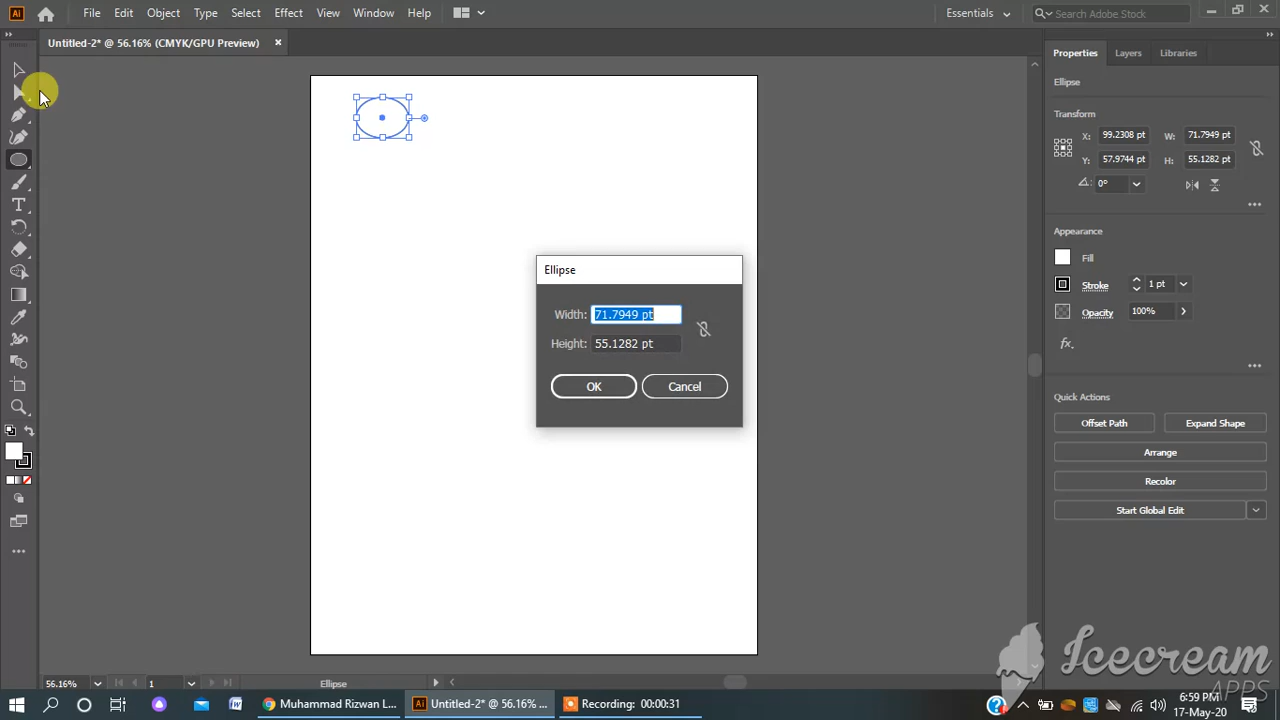 Ai File Edit Object Type Select Effect View Window Help Essentials Search Adobe Stock
Untitled-2* @ 56.16% (CMYK/GPU Preview)
Properties Layers Libraries
Ellipse
Transform
X: 99.2308 pt W: 71.7949 pt
Y: 57.9744 pt H: 55.1282 pt
0°
Appearance
Fill
Stroke 1 pt
Opacity 100%
fx.
Quick Actions
Offset Path Expand Shape
Arrange
Recolor
Start Global Edit
Ellipse
Width: 71.7949 pt
Height: 55.1282 pt
OK Cancel
T
56.16% 1 Ellipse
Icecream
APPS
Muhammad Rizwan L... Untitled-2* @ 56.16% ... Recording: 00:00:31
6:59 PM
17-May-20